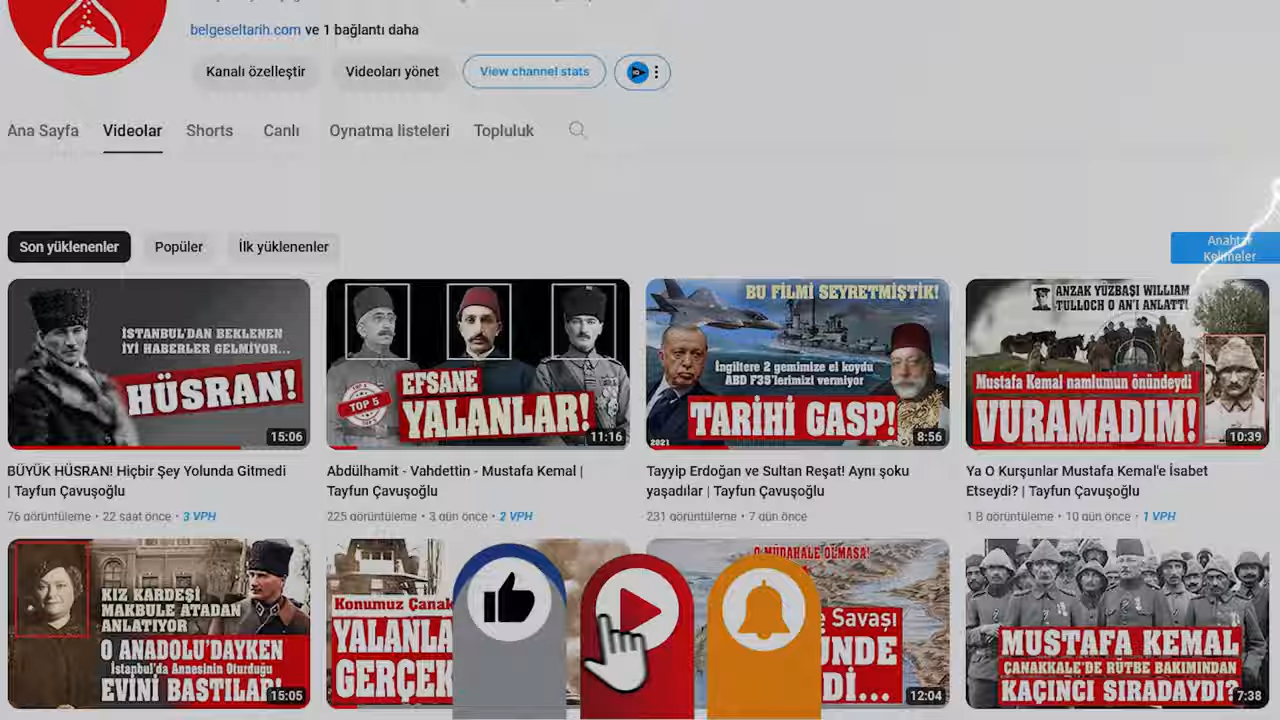 belgeseltarih.com ve 1 bağlantı daha
Kanalı özelleştir
Videoları yönet
View channel stats
Ana Sayfa
Videolar
Shorts
Canlı
Oynatma listeleri
Topluluk
Son yüklenenler
Popüler
İlk yüklenenler
Anahtar
Kelimeler
İSTANBUL'DAN BEKLENEN
İYİ HABERLER GELMİYOR...
HÜSRAN!
15:06
BÜYÜK HÜSRAN! Hiçbir Şey Yolunda Gitmedi
| Tayfun Çavuşoğlu
76 görüntüleme • 22 saat önce • 3 VPH
TOP 5
EFSANE
YALANLAR!
11:16
Abdülhamit - Vahdettin - Mustafa Kemal |
Tayfun Çavuşoğlu
225 görüntüleme • 3 gün önce • 2 VPH
BU FİLMİ SEYRETMİŞTİK!
İngiltere 2 gemimize el koydu
ABD F35'lerimizi vermiyor
TARİHİ GASP!
2021
8:56
Tayyip Erdoğan ve Sultan Reşat! Aynı şoku
yaşadılar | Tayfun Çavuşoğlu
231 görüntüleme • 7 gün önce
ANZAK YÜZBAŞI WILLIAM
TULLOCH O AN'I ANLATTI
Mustafa Kemal namlumun önündeydi
VURAMADIM!
10:39
Ya O Kurşunlar Mustafa Kemal'e İsabet
Etseydi? | Tayfun Çavuşoğlu
1 B görüntüleme • 10 gün önce • 1 VPH
KIZ KARDEŞİ
MAKBULE ATADAN
ANLATIYOR
O ANADOLU'DAYKEN
İstanbul'da Annesinin Oturduğu
EVİNİ BASTILAR!
15:05
Konumuz Çanak
YALANLA
GERÇEK
O MÜDAHALE OLMASA!
e Savaşı
NDE
Dİ...
12:04
MUSTAFA KEMAL
ÇANAKKALE'DE RÜTBE BAKIMINDAN
KAÇINCI SIRADAYDI?
7:38